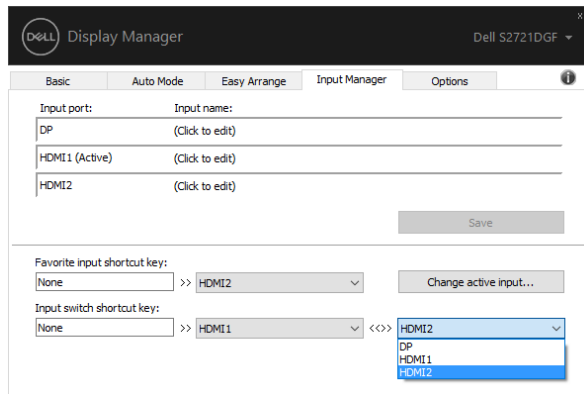 DELL Display Manager
Dell S2721DGF
Basic Auto Mode Easy Arrange Input Manager Options
Input port: Input name:
DP (Click to edit)
HDMI1 (Active) (Click to edit)
HDMI2 (Click to edit)
Save
Favorite input shortcut key:
None >> HDMI2 Change active input...
Input switch shortcut key:
None >> HDMI1 <<>> HDMI2
DP
HDMI1
HDMI2